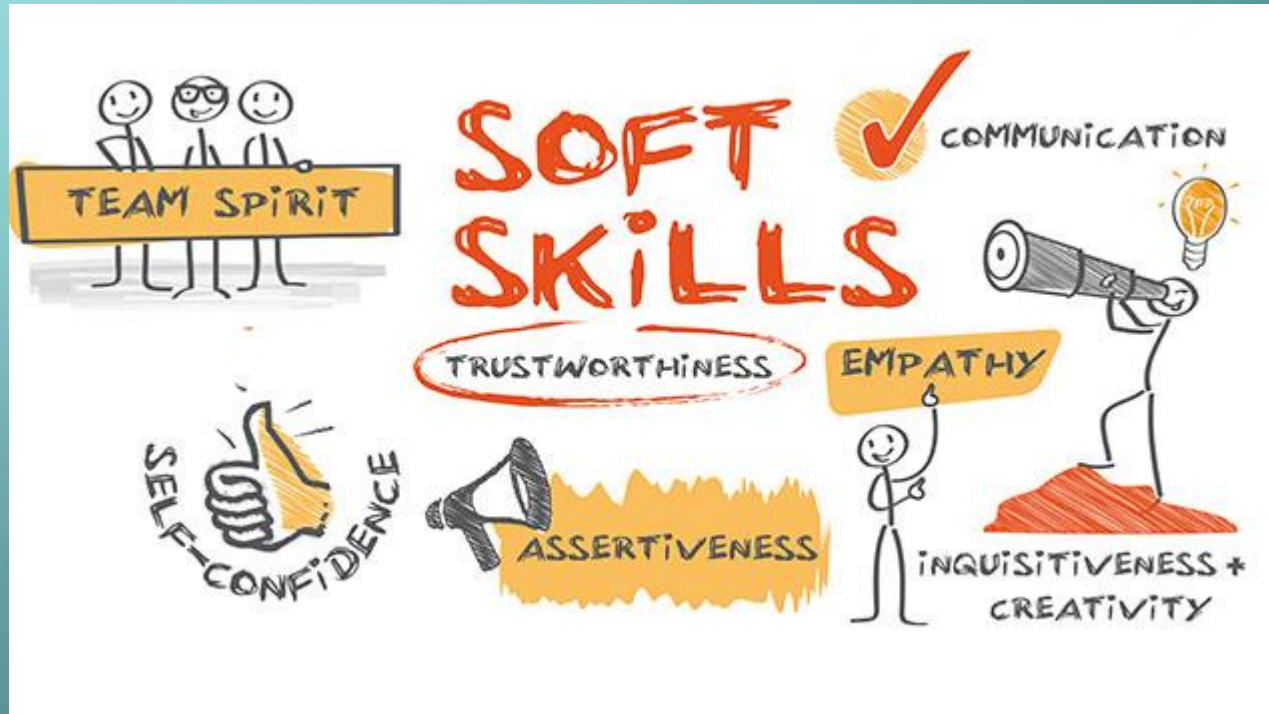 TEAM SPiRiT
SOFT
SKiLLS
COMMUNiCATiON
TRUSTWORTHiNESS
EMPATHY
SELF-CONFiDENCE
ASSERTiVENESS
iNQUiSiTiVENESS +
CREATiViTY